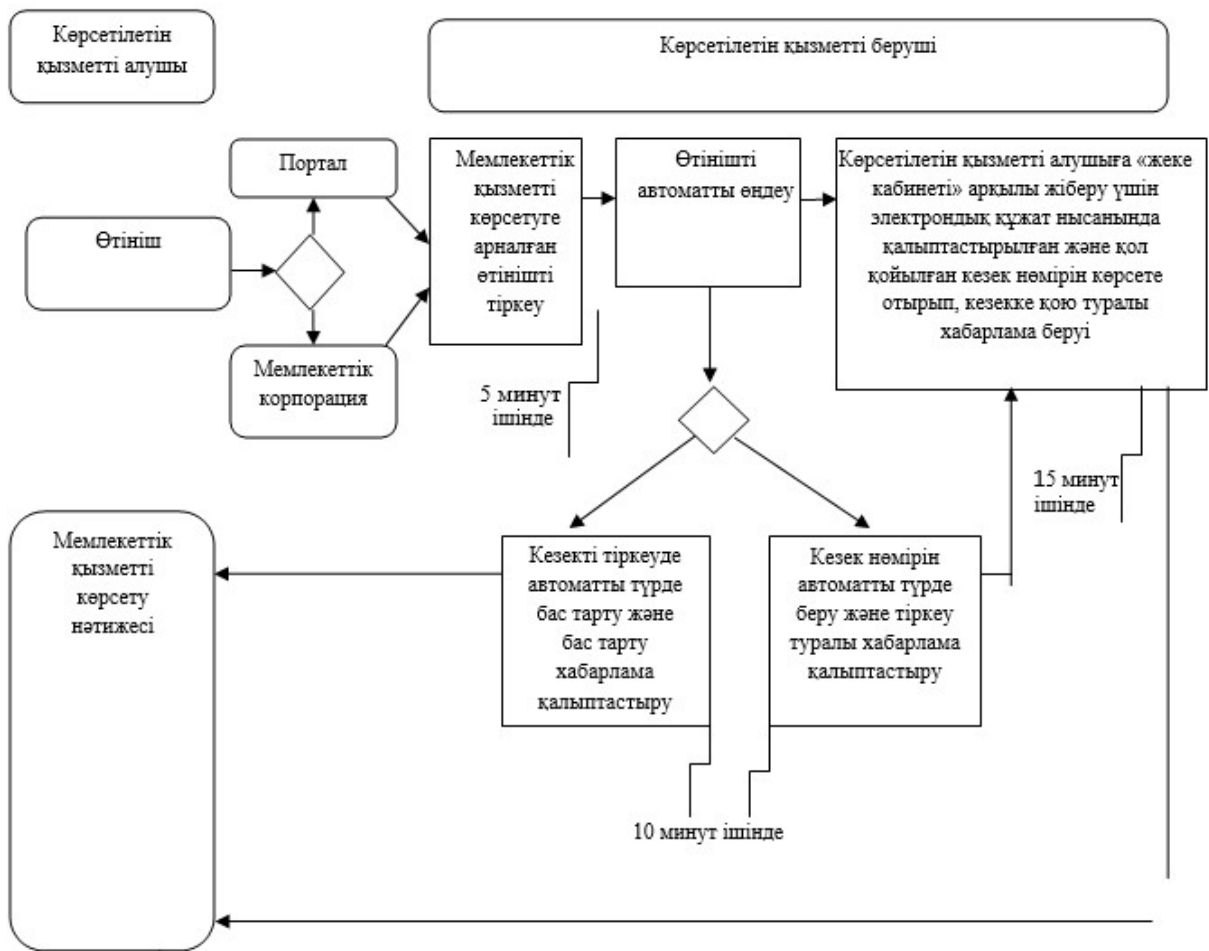 Көрсетілетін
қызметті алушы
Көрсетілетін қызметті беруші
Портал
Өтініш
Мемлекеттік
корпорация
Мемлекеттік
қызметті
көрсетуге
арналған
өтінішті
тіркеу
5 минут
ішінде
Өтінішті
автоматты өңдеу
Көрсетілетін қызметті алушыға «жеке
кабинеті» арқылы жіберу үшін
электрондық құжат нысанында
қалыптастырылған және қол
қойылған кезек нөмірін көрсете
отырып, кезекке қою туралы
хабарлама беруі
15 минут
ішінде
Мемлекеттік
қызметті
көрсету
нәтижесі
Кезекті тіркеуде
автоматты түрде
бас тарту және
бас тарту
хабарлама
қалыптастыру
Кезек нөмірін
автоматты түрде
беру және тіркеу
туралы хабарлама
қалыптастыру
10 минут ішінде